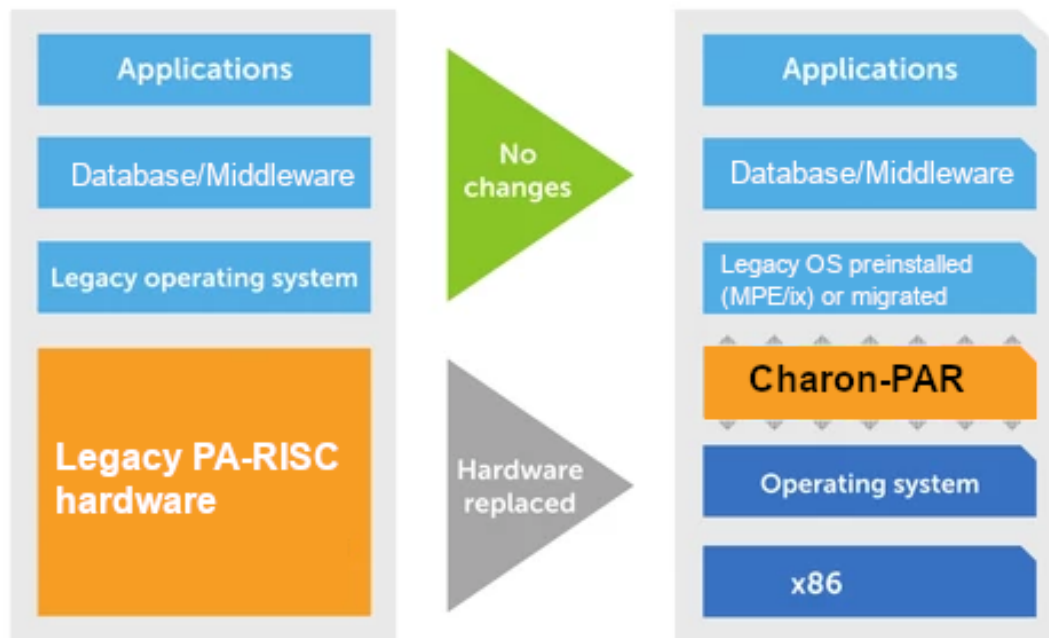 Applications
Database/Middleware
Legacy operating system
Legacy PA-RISC
hardware
No
changes
Hardware
replaced
Applications
Database/Middleware
Legacy OS preinstalled
(MPE/ix) or migrated
Charon-PAR
Operating system
x86